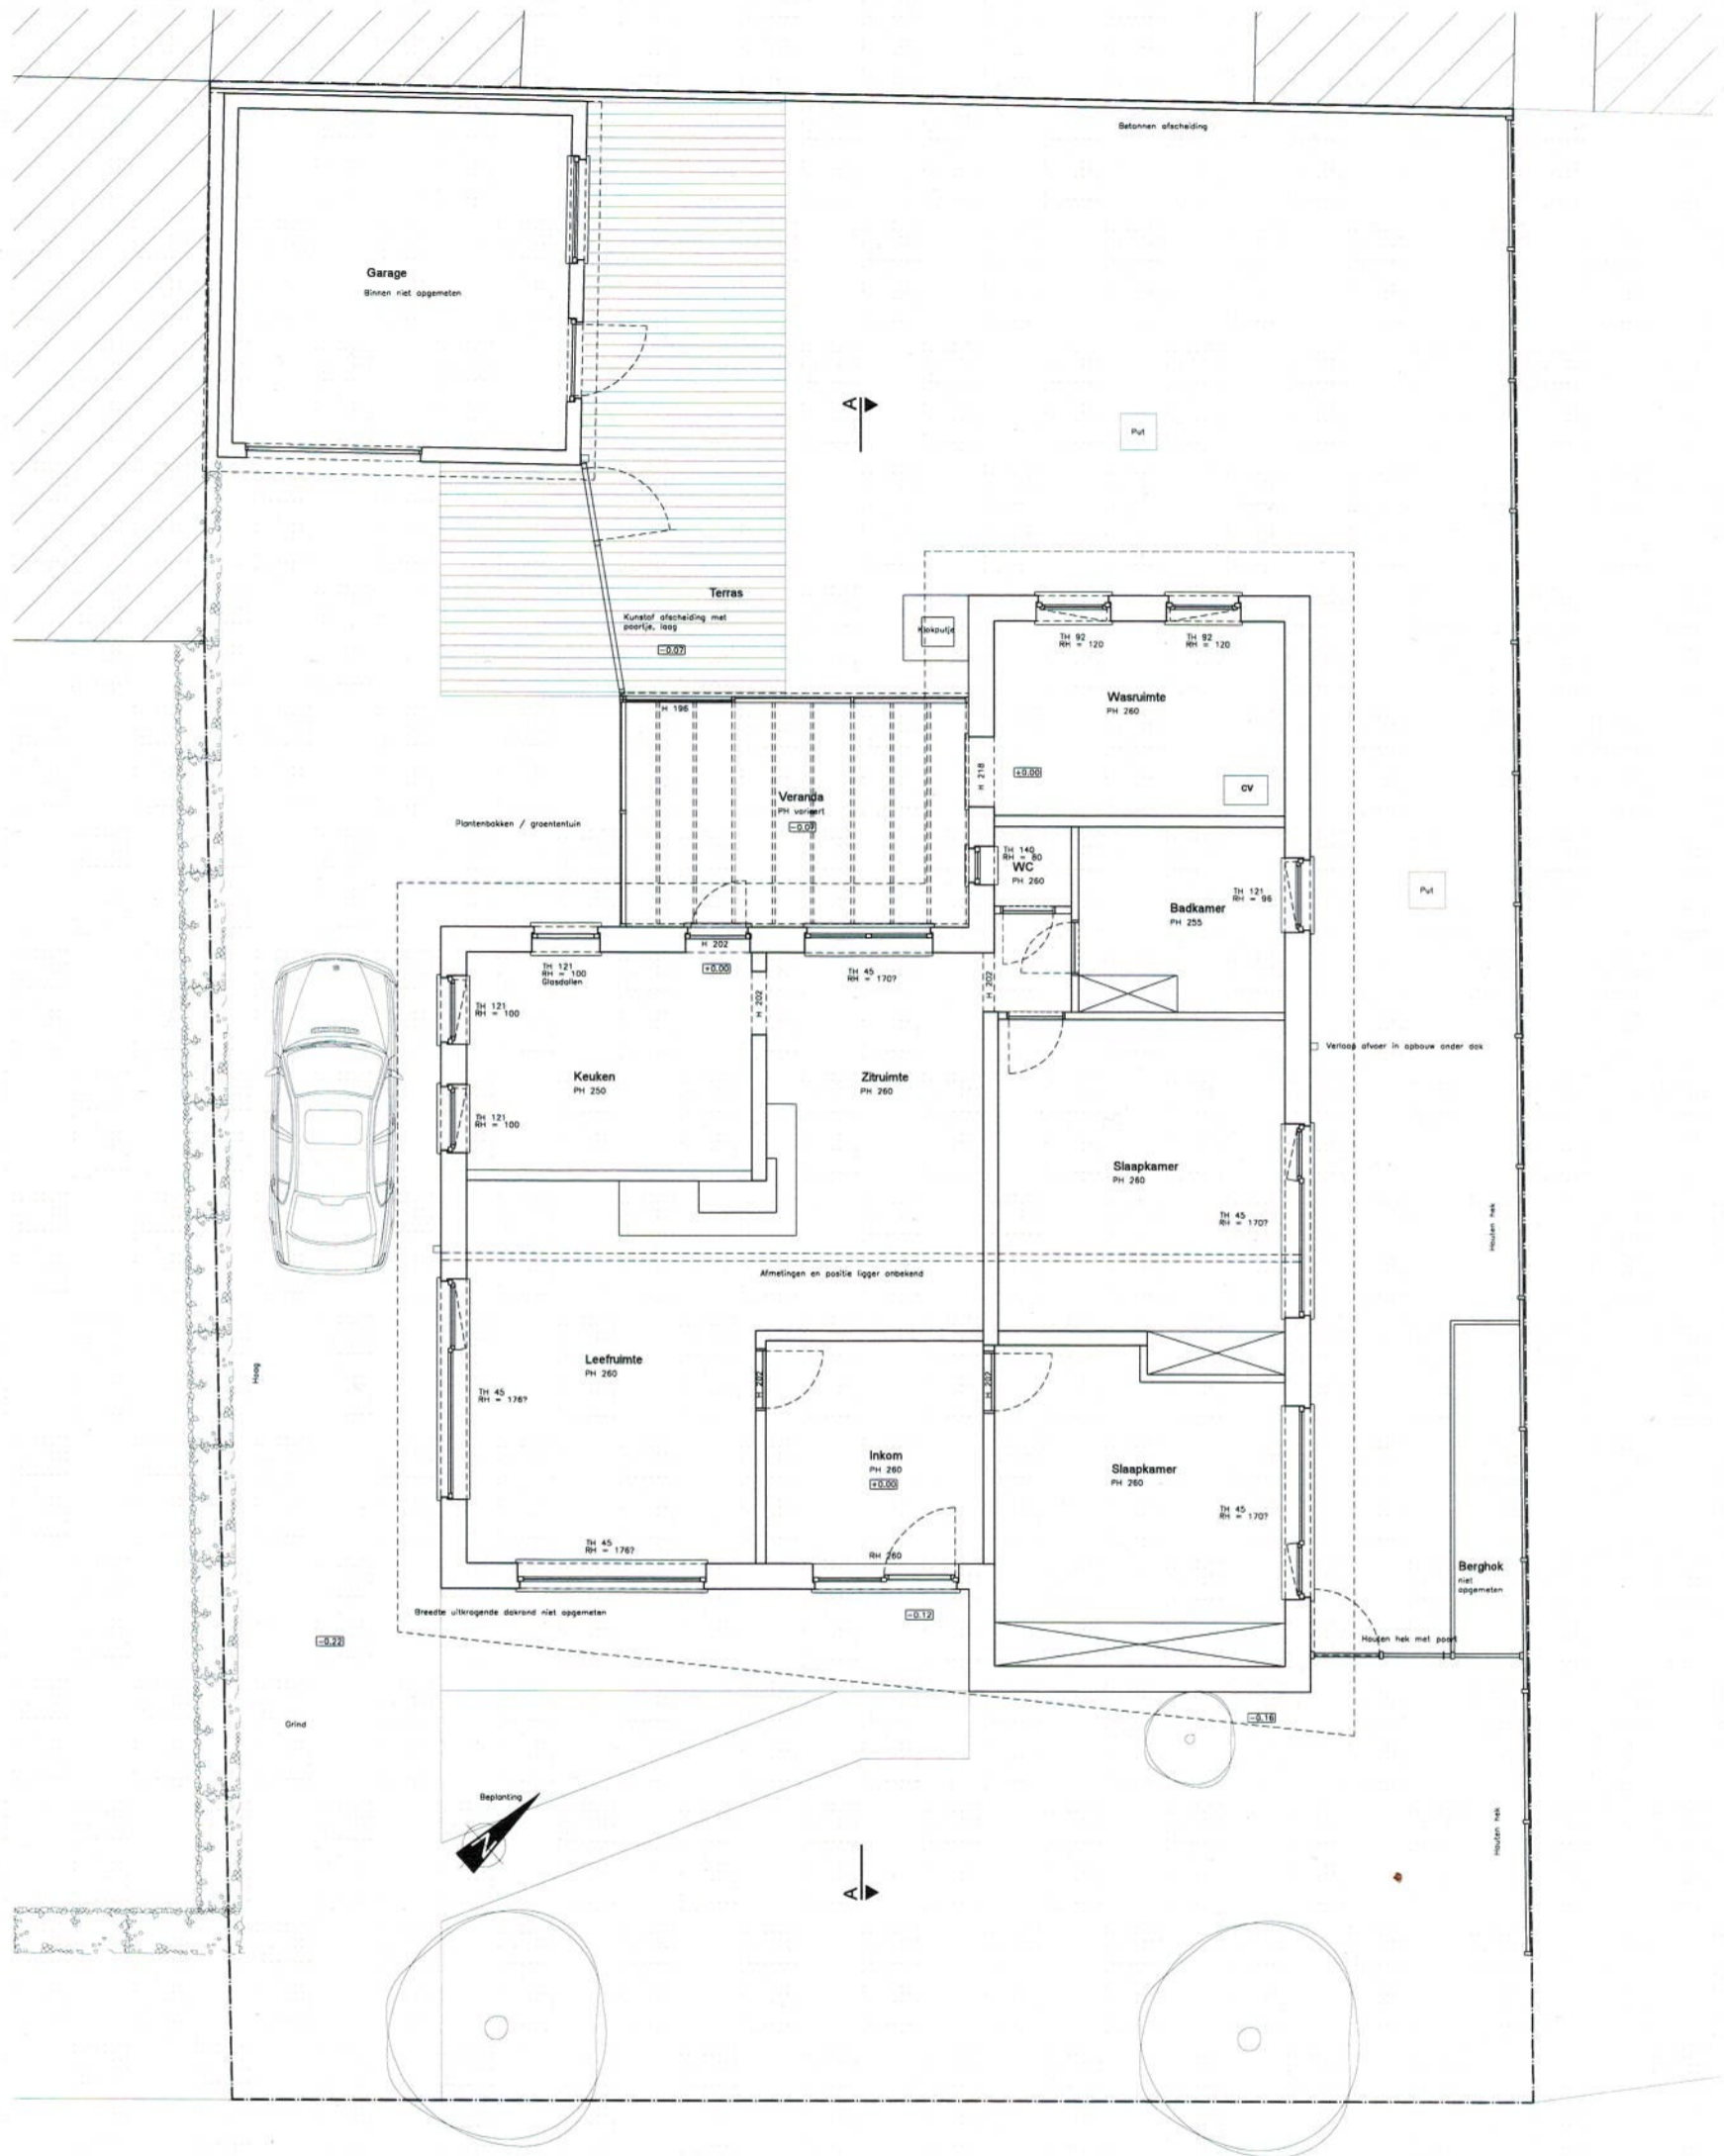 Betonnen afscheiding
Garage
Binnen niet opgemeten
A
Put
Terras
Kunstof afscheiding met
poortje, laag
-0.07
Klokputje
TH 92
RH = 120
TH 92
RH = 120
Wasruimte
PH 260
H 196
H 218
+0.00
CV
Veranda
PH varieert
-0.07
Plantenbakken / groententuin
TH 140
RH = 80
WC
PH 260
TH 121
RH = 96
Put
Badkamer
PH 255
H 202
+0.00
TH 121
RH = 100
Glasdallen
TH 45
RH = 170?
H 202
H 202
TH 121
RH = 100
Verloop afvoer in opbouw onder dak
Keuken
PH 250
Zitruimte
PH 260
TH 121
RH = 100
Slaapkamer
PH 260
TH 45
RH = 170?
Houten hek
Afmetingen en positie ligger onbekend
Haag
Leefruimte
PH 260
H 202
H 202
TH 45
RH = 176?
Inkom
PH 260
+0.00
Slaapkamer
PH 260
TH 45
RH = 170?
TH 45
RH = 176?
RH 260
Berghok
niet
opgemeten
Breedte uitkragende dakrand niet opgemeten
-0.12
-0.22
Houten hek met poort
-0.16
Grind
Beplanting
N
Houten hek
A